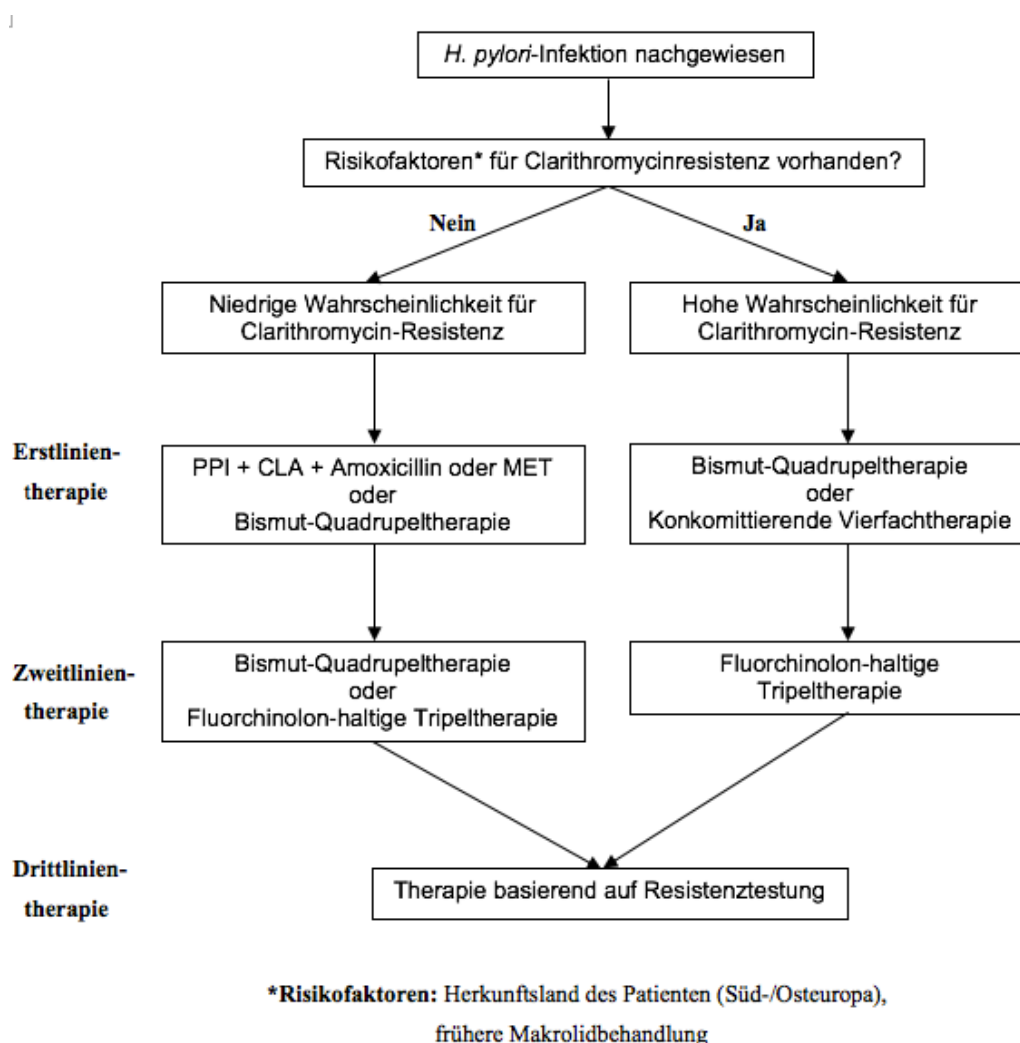 H. pylori-Infektion nachgewiesen
Risikofaktoren* für Clarithromycinresistenz vorhanden?
Nein
Ja
Niedrige Wahrscheinlichkeit für
Clarithromycin-Resistenz
Hohe Wahrscheinlichkeit für
Clarithromycin-Resistenz
Erstlinien-
therapie
PPI + CLA + Amoxicillin oder MET
oder
Bismut-Quadrupeltherapie
Bismut-Quadrupeltherapie
oder
Konkomittierende Vierfachtherapie
Zweitlinien-
therapie
Bismut-Quadrupeltherapie
oder
Fluorchinolon-haltige Tripeltherapie
Fluorchinolon-haltige
Tripeltherapie
Drittlinien-
therapie
Therapie basierend auf Resistenztestung
*Risikofaktoren: Herkunftsland des Patienten (Süd-/Osteuropa),
frühere Makrolidbehandlung